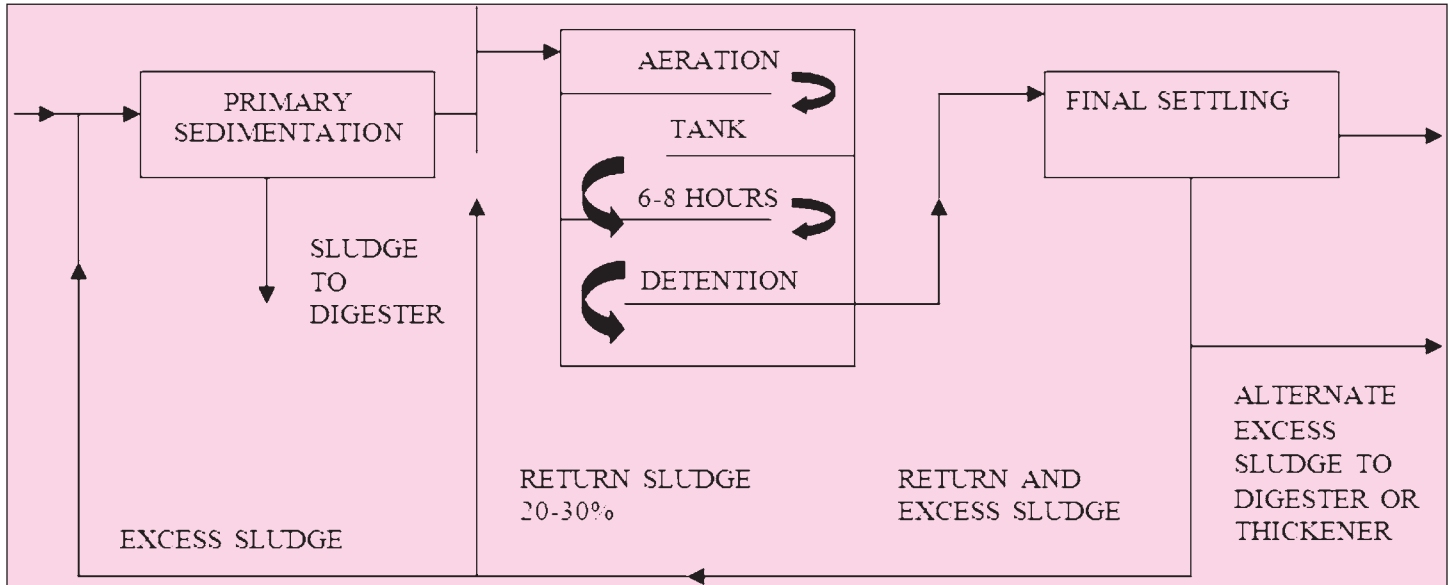 PRIMARY
SEDIMENTATION
SLUDGE
TO
DIGESTER
AERATION
TANK
6-8 HOURS
DETENTION
FINAL SETTLING
ALTERNATE
EXCESS
SLUDGE TO
DIGESTER OR
THICKENER
RETURN SLUDGE
20-30%
RETURN AND
EXCESS SLUDGE
EXCESS SLUDGE